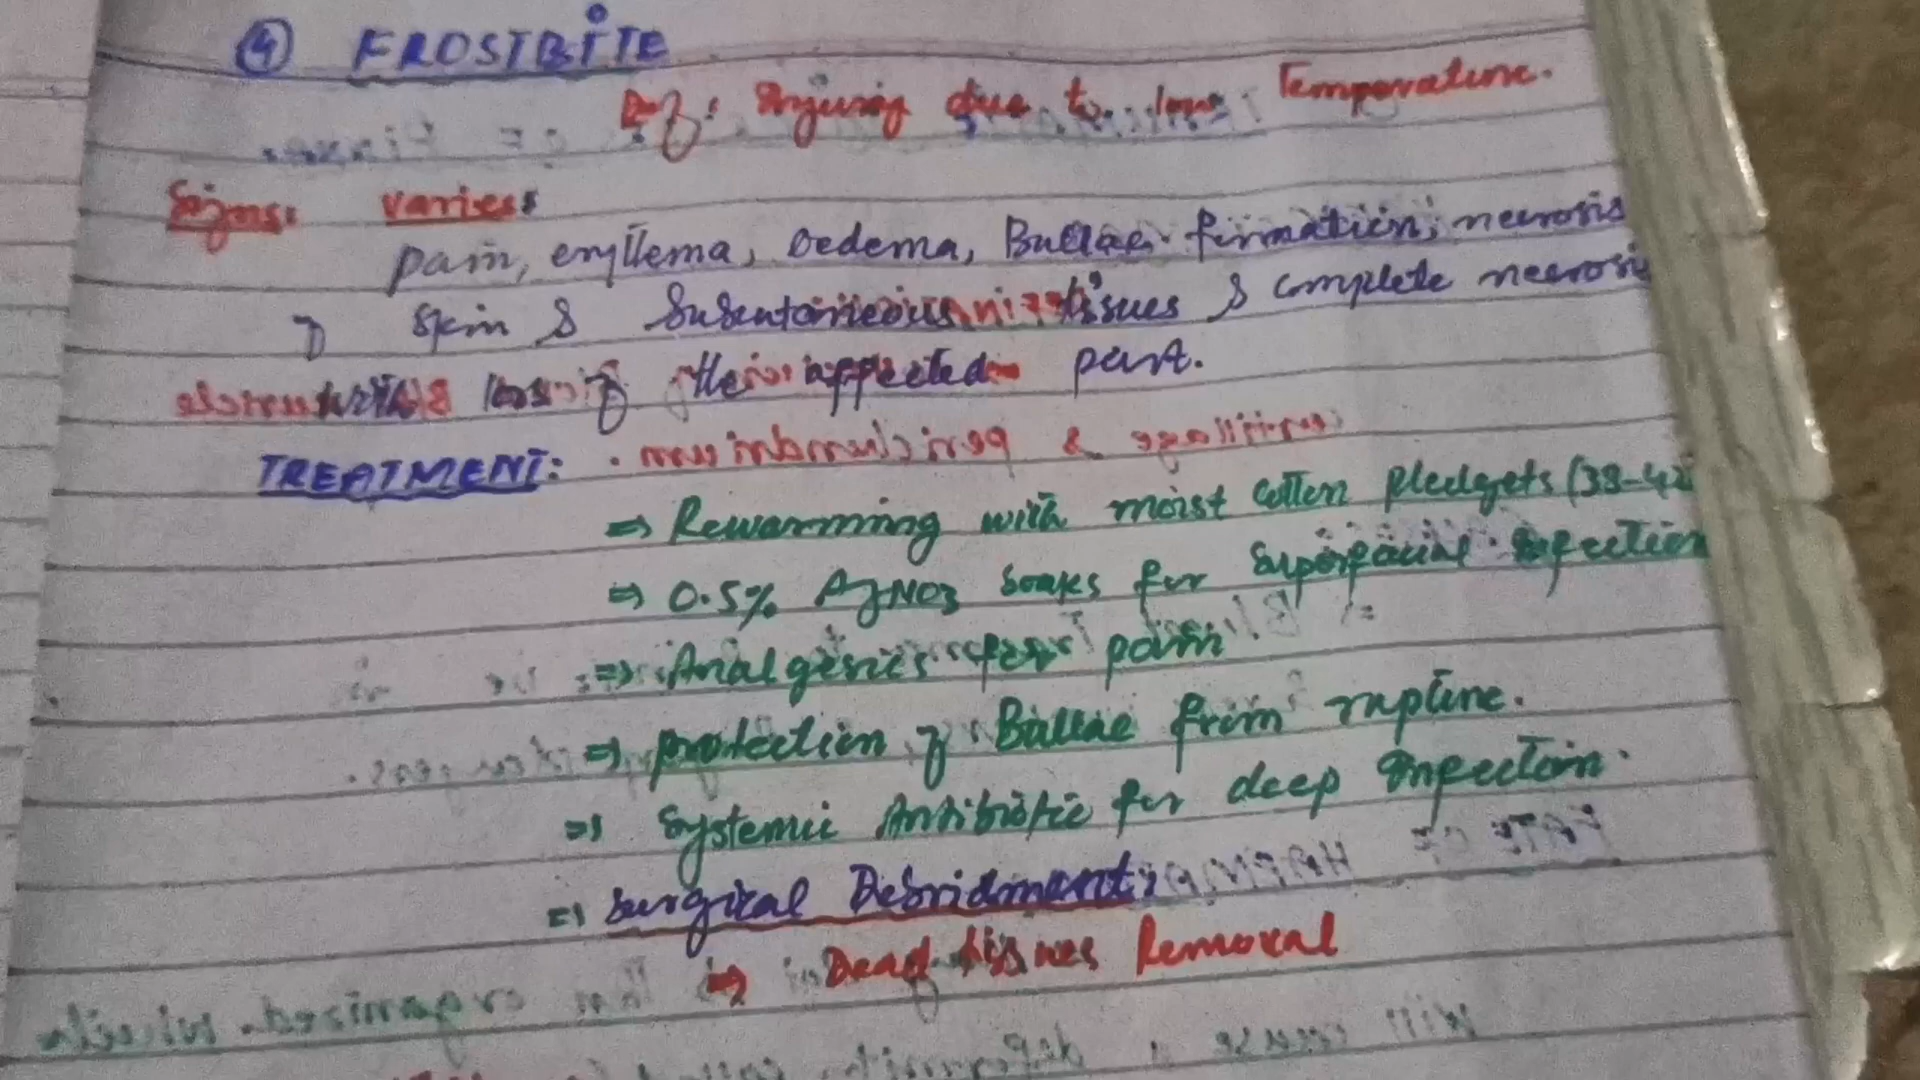 ④ FROSTBITE
Def: Injury due to low Temperature.
Signs: varies:
pain, erythema, oedema, Bullae formation, necrosis
of skin & Subcutaneous tissues & complete necrosis
with loss of the affected part.
TREATMENT:
⇒ Rewarming with moist cotton pledgets (38-42
⇒ 0.5% AgNO3 soaks for superfacial infection
⇒ Analgesics for pain
⇒ protection of Bullae from rupture.
⇒ Systemic Antibiotic for deep infection.
⇒ Surgical Debridmant:
⇒ Dead tissues Removal